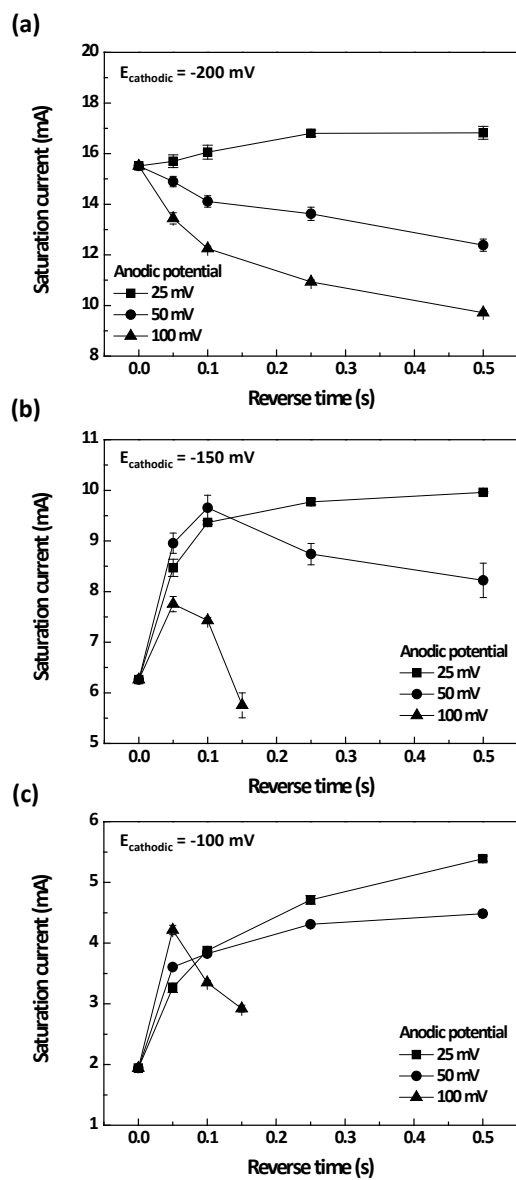 (a)
E_cathodic = -200 mV
20
18
16
14
12
10
8
Saturation current (mA)
Anodic potential
25 mV
50 mV
100 mV
0.0 0.1 0.2 0.3 0.4 0.5
Reverse time (s)
(b)
E_cathodic = -150 mV
11
10
9
8
7
6
5
Saturation current (mA)
Anodic potential
25 mV
50 mV
100 mV
0.0 0.1 0.2 0.3 0.4 0.5
Reverse time (s)
(c)
E_cathodic = -100 mV
6
5
4
3
2
1
Saturation current (mA)
Anodic potential
25 mV
50 mV
100 mV
0.0 0.1 0.2 0.3 0.4 0.5
Reverse time (s)